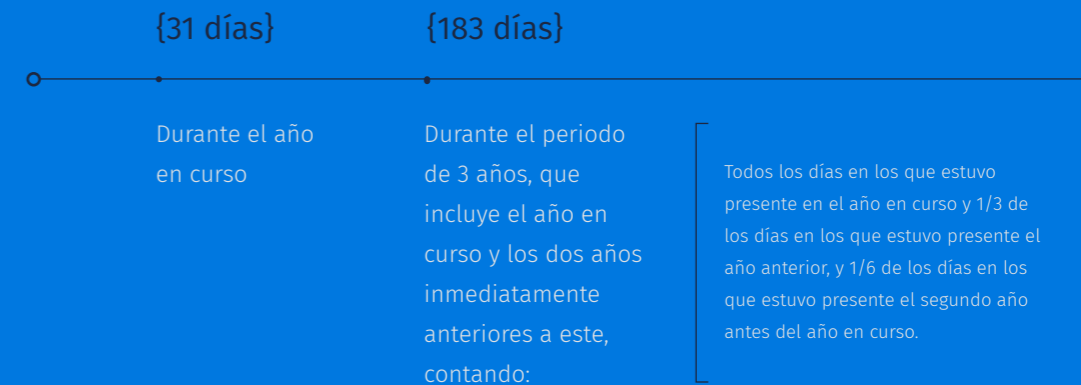 {31 días}
{183 días}
Durante el año
en curso
Durante el periodo
de 3 años, que
incluye el año en
curso y los dos años
inmediatamente
anteriores a este,
contando:
Todos los días en los que estuvo
presente en el año en curso y 1/3 de
los días en los que estuvo presente el
año anterior, y 1/6 de los días en los
que estuvo presente el segundo año
antes del año en curso.